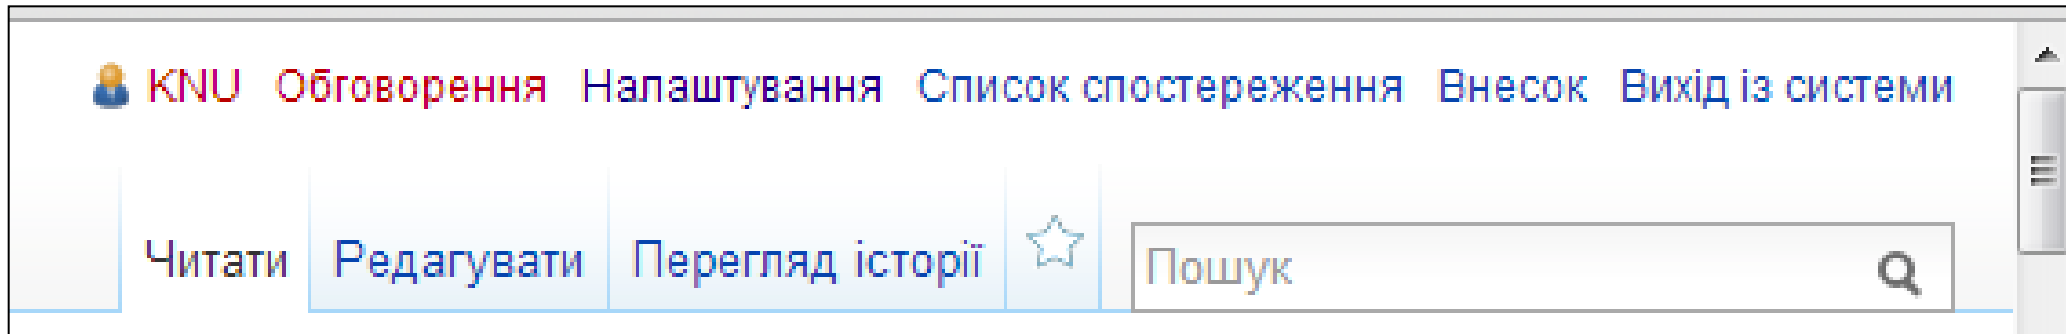 KNU Обговорення Налаштування Список спостереження Внесок Вихід із системи
Читати Редагувати Перегляд історії Пошук